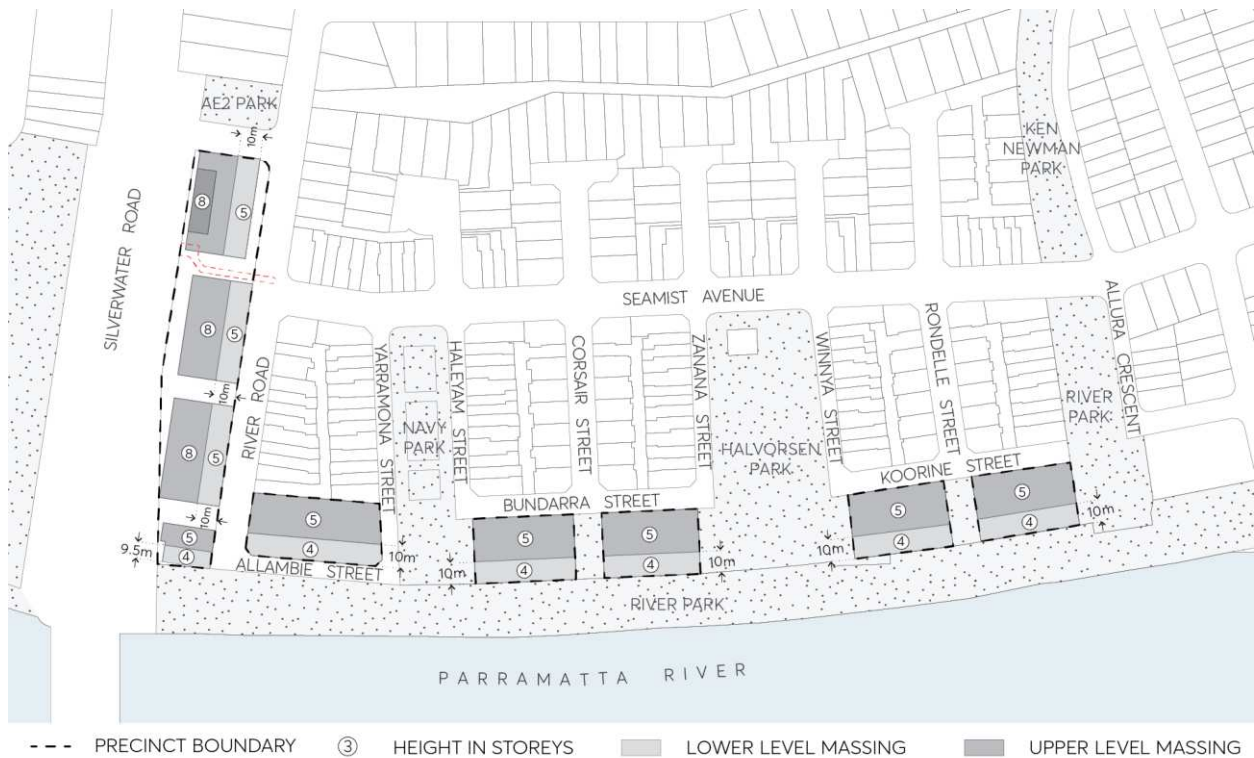 AE2 PARK
10m
KEN
NEWMAN
PARK
8
5
SILVERWATER ROAD
SEAMIST AVENUE
8
5
10m
RIVER ROAD
YARRAMONA STREET
NAVY
PARK
HALEYAM STREET
CORSAIR STREET
ZANANA STREET
HALVORSEN
PARK
WINNYA STREET
RONDELLE STREET
RIVER
PARK
ALLURA CRESCENT
8
5
10m
KOORINE STREET
BUNDARRA STREET
5
4
9.5m
5
4
ALLAMBIE STREET
10m
10m
5
4
5
4
10m
10m
5
4
5
4
10m
RIVER PARK
PARRAMATTA RIVER
PRECINCT BOUNDARY
3 HEIGHT IN STOREYS
LOWER LEVEL MASSING
UPPER LEVEL MASSING